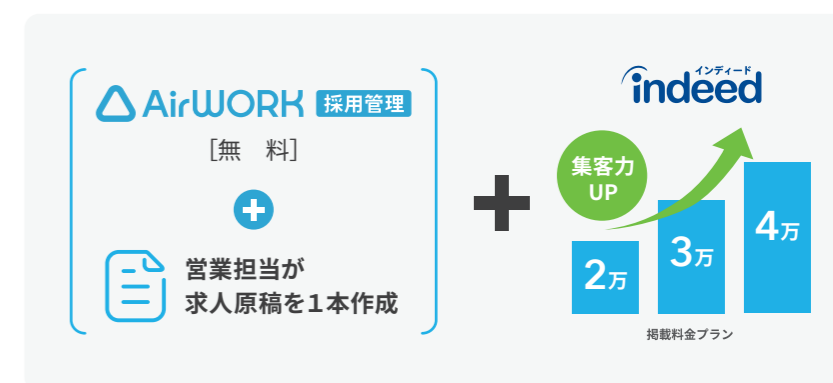 AirWORK 採用管理
[無　料]
営業担当が
求人原稿を1本作成
インディード
indeed
集客力
UP
2万
3万
4万
掲載料金プラン